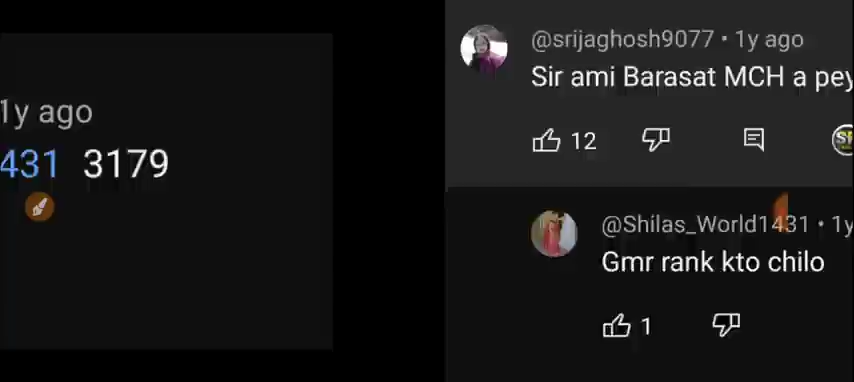 1y ago
431 3179
@srijaghosh9077 • 1y ago
Sir ami Barasat MCH a
12
@Shilas_World1431 • 1y
Gmr rank kto chilo
1